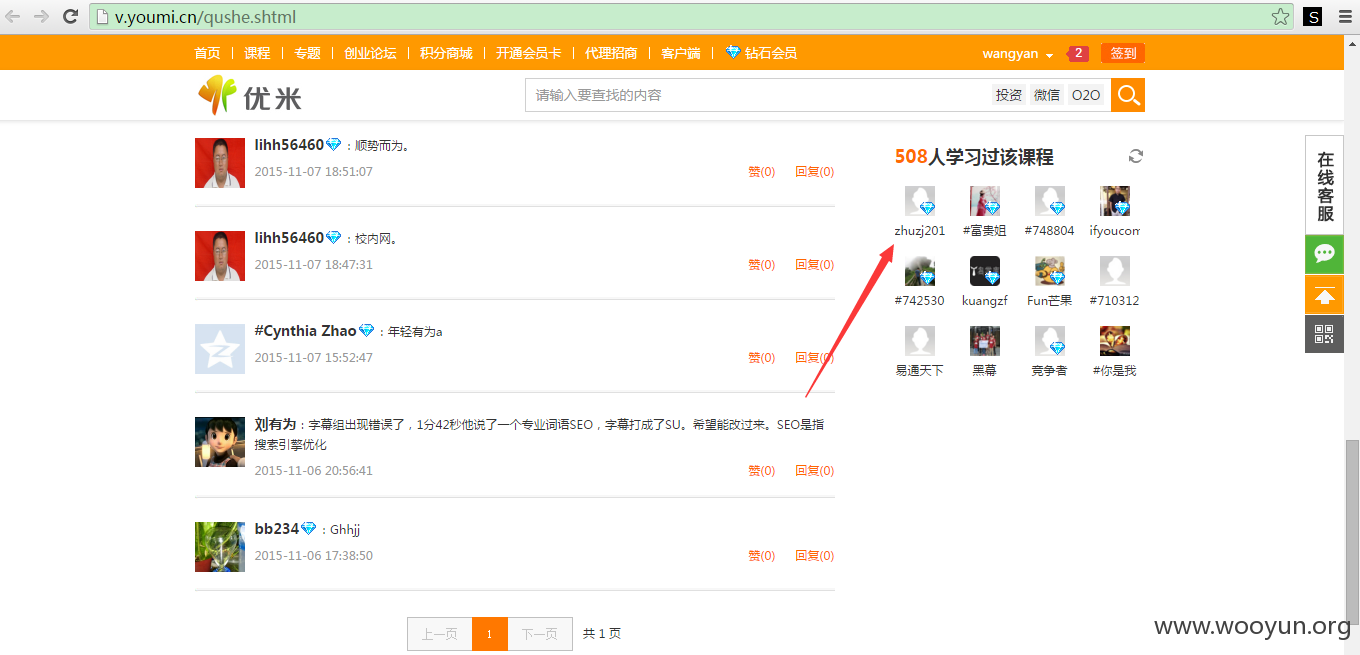 v.youmi.cn/qushe.shtml
S
首页 | 课程 | 专题 | 创业论坛 | 积分商城 | 开通会员卡 | 代理招商 | 客户端 | 钻石会员
wangyan 2 签到
优米
请输入要查找的内容 投资 微信 O2O
lihh56460 : 顺势而为。
2015-11-07 18:51:07 赞(0) 回复(0)
lihh56460 : 校内网。
2015-11-07 18:47:31 赞(0) 回复(0)
#Cynthia Zhao : 年轻有为a
2015-11-07 15:52:47 赞(0) 回复(0)
刘有为：字幕组出现错误了，1分42秒他说了一个专业词语SEO，字幕打成了SU。希望能改过来。SEO是指
搜索引擎优化
2015-11-06 20:56:41 赞(0) 回复(0)
bb234 : Ghhjj
2015-11-06 17:38:50 赞(0) 回复(0)
上一页 1 下一页 共 1 页
508人学习过该课程
zhuzj201 #富贵姐 #748804 ifyoucom
#742530 kuangzf Fun芒果 #710312
易通天下 黑幕 竞争者 #你是我
在线客服
www.wooyun.org